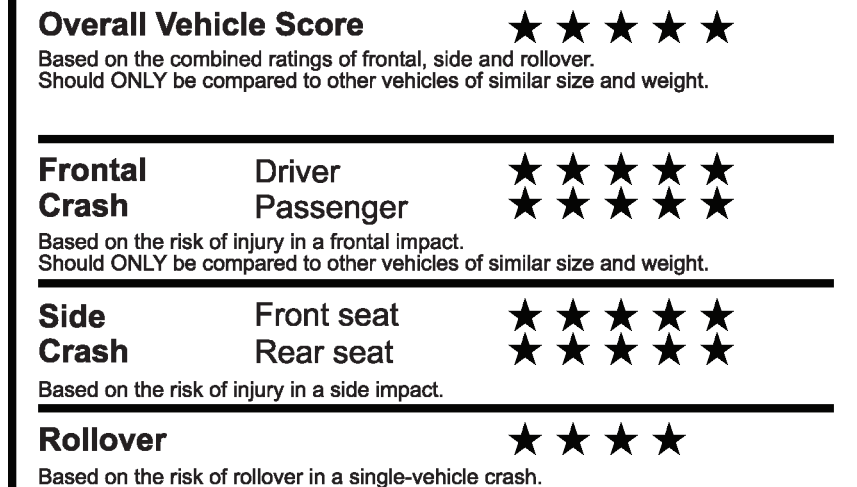 Overall Vehicle Score ★ ★ ★ ★ ★
Based on the combined ratings of frontal, side and rollover.
Should ONLY be compared to other vehicles of similar size and weight.
Frontal Driver ★ ★ ★ ★ ★
Crash Passenger ★ ★ ★ ★ ★
Based on the risk of injury in a frontal impact.
Should ONLY be compared to other vehicles of similar size and weight.
Side Front seat ★ ★ ★ ★ ★
Crash Rear seat ★ ★ ★ ★ ★
Based on the risk of injury in a side impact.
Rollover ★ ★ ★ ★
Based on the risk of rollover in a single-vehicle crash.